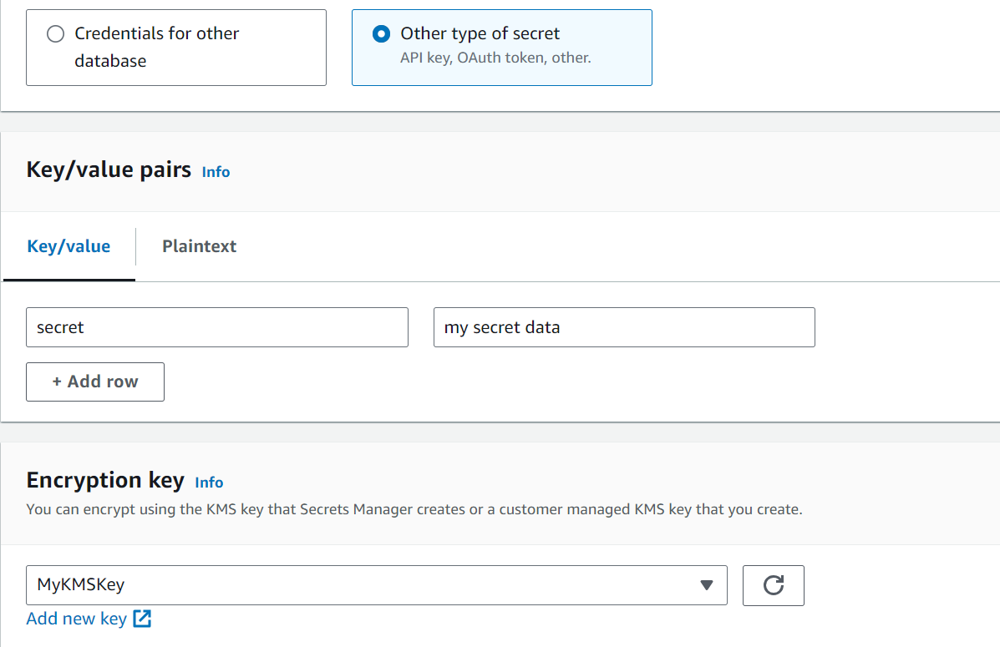 Credentials for other
database
Other type of secret
API key, OAuth token, other.
Key/value pairs Info
Key/value Plaintext
secret my secret data
+ Add row
Encryption key Info
You can encrypt using the KMS key that Secrets Manager creates or a customer managed KMS key that you create.
MyKMSKey
Add new key